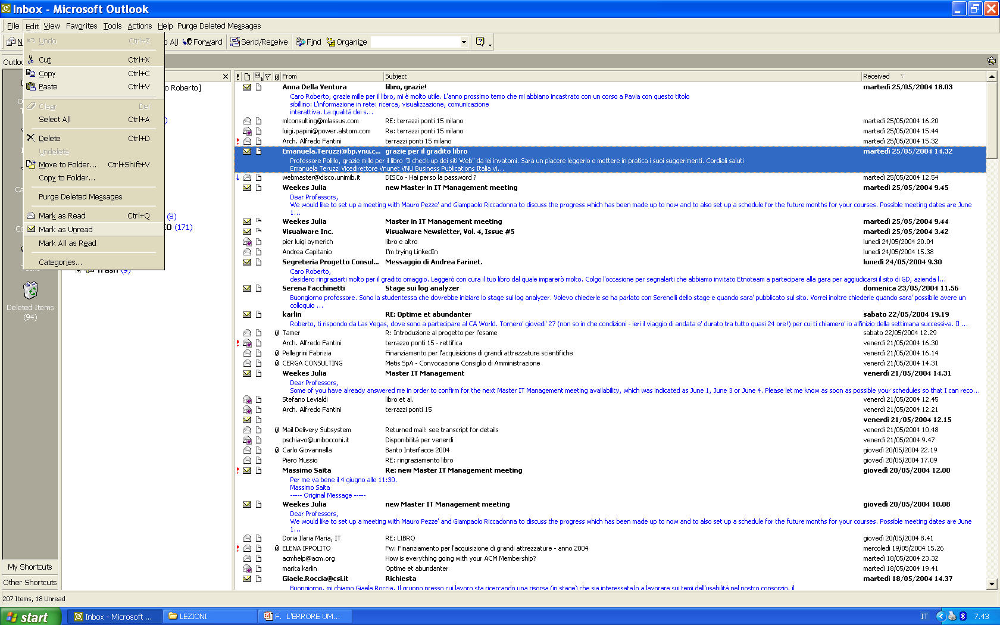 Inbox - Microsoft Outlook
File Edit View Favorites Tools Actions Help Purge Deleted Messages
N
o All Forward Send/Receive Find Organize
Undo Ctrl+Z
Cut Ctrl+X
Copy Ctrl+C
Paste Ctrl+V
Clear Del
Select All Ctrl+A
Delete Ctrl+D
Undelete
Move to Folder... Ctrl+Shift+V
Copy to Folder...
Purge Deleted Messages
Mark as Read Ctrl+Q
Mark as Unread
Mark All as Read
Categories...
Outloo
o Roberto]
(8)
EO (171)
Trash (9)
Deleted Items
(94)
My Shortcuts
Other Shortcuts
From Subject Received
Anna Della Ventura libro, grazie! martedì 25/05/2004 18.03
Caro Roberto, grazie mille per il libro, mi è molto utile. L'anno prossimo temo che mi abbiano incastrato con un corso a Pavia con questo titolo
sibillino: L'informazione in rete: ricerca, visualizzazione, comunicazione
interattiva. La qualità dei s...
mlconsulting@mlassus.com RE: terrazzi ponti 15 milano martedì 25/05/2004 16.20
luigi.papini@power.alstom.com RE: terrazzi ponti 15 milano martedì 25/05/2004 15.44
Arch. Alfredo Fantini terrazzi ponti 15 milano martedì 25/05/2004 15.32
Emanuela.Teruzzi@bp.vnu.c... grazie per il gradito libro martedì 25/05/2004 14.32
Professore Polillo, grazie mille per il libro "Il check-up dei siti Web" da lei invatomi. Sarà un piacere leggerlo e mettere in pratica i suoi suggerimenti. Cordiali saluti
Emanuela Teruzzi Vicedirettore Vnunet VNU Business Publications Italia vi...
webmaster@disco.unimib.it DISCo - Hai perso la password ? martedì 25/05/2004 12.54
Weekes Julia new Master in IT Management meeting martedì 25/05/2004 9.45
Dear Professors,
We would like to set up a meeting with Mauro Pezze' and Giampaolo Riccadonna to discuss the progress which has been made up to now and to also set up a schedule for the future months for your courses. Possible meeting dates are June
1...
Weekes Julia Master in IT Management meeting martedì 25/05/2004 9.44
Visualware Inc. Visualware Newsletter, Vol. 4, Issue #5 martedì 25/05/2004 3.42
pier luigi aymerich libro e altro lunedì 24/05/2004 20.04
Andrea Capitanio I'm trying LinkedIn lunedì 24/05/2004 15.38
Segreteria Progetto Consul... Messaggio di Andrea Farinet. lunedì 24/05/2004 9.30
Caro Roberto,
desidero ringraziarti molto per il gradito omaggio. Leggerò con cura il tuo libro dal quale imparerò molto. Colgo l'occasione per segnalarti che abbiamo invitato Etnoteam a partecipare alla gara per aggiudicarsi il sito di GD, azienda l...
Serena Facchinetti Stage sui log analyzer domenica 23/05/2004 11.56
Buongiorno professore. Sono la studentessa che dovrebbe iniziare lo stage sui log analyzer. Volevo chiederle se ha parlato con Serenelli dello stage e quando sara' pubblicato sul sito. Vorrei inoltre chiederle quando sara' possibile avere un
colloquio ...
karlin RE: Optime et abundanter sabato 22/05/2004 19.19
Roberto, ti rispondo da Las Vegas, dove sono a partecipare al CA World. Tornero' giovedi' 27 (non so in che condizioni - ieri il viaggio di andata e' durato tra tutto quasi 24 ore!) per cui ti chiamero' io all'inizio della settimana successiva. Il ...
Tamer R: Introduzione al progetto per l'esame sabato 22/05/2004 12.29
Arch. Alfredo Fantini terrazzo ponti 15 - rettifica venerdì 21/05/2004 16.30
Pellegrini Fabrizia Finanziamento per l'acquisizione di grandi attrezzature scientifiche venerdì 21/05/2004 16.14
CERGA CONSULTING Metis SpA - Convocazione Consiglio di Amministrazione venerdì 21/05/2004 14.31
Weekes Julia Master IT Management venerdì 21/05/2004 14.31
Dear Professors,
Some of you have already answered me in order to confirm for the next Master IT Management meeting availability, which was indicated as June 1, June 3 or June 4. Please let me know as soon as possible your schedules so that I can reco...
Stefano Levialdi libro et al. venerdì 21/05/2004 12.45
Arch. Alfredo Fantini terrazzi ponti 15 venerdì 21/05/2004 12.21
venerdì 21/05/2004 12.15
Mail Delivery Subsystem Returned mail: see transcript for details venerdì 21/05/2004 10.48
pschiavo@unibocconi.it Disponibilità per venerdì venerdì 21/05/2004 9.47
Carlo Giovannella Banto Interfacce 2004 giovedì 20/05/2004 22.19
Piero Mussio RE: ringraziamento libro giovedì 20/05/2004 17.09
Massimo Saita Re: new Master IT Management meeting giovedì 20/05/2004 12.00
Per me va bene il 4 giugno alle 11:30.
Massimo Saita
----- Original Message -----
Weekes Julia new Master IT Management meeting giovedì 20/05/2004 10.08
Dear Professors,
We would like to set up a meeting with Mauro Pezze' and Giampaolo Riccadonna to discuss the progress which has been made up to now and to also set up a schedule for the future months for your courses. Possible meeting dates are June
1...
Doria Ilaria Maria, IT RE: LIBRO giovedì 20/05/2004 8.41
ELENA IPPOLITO Fw: Finanziamento per l'acquisizione di grandi attrezzature - anno 2004 mercoledì 19/05/2004 15.26
acmhelp@acm.org How is everything going with your ACM Membership? martedì 18/05/2004 23.32
marita karlin Optime et abundanter martedì 18/05/2004 19.41
Giaele.Roccia@csi.it Richiesta martedì 18/05/2004 14.37
Buongiorno, mi chiamo Giaele Roccia. Il gruppo presso cui lavoro sta ricercando una risorsa (in stage) che sia interessata/o a lavorare sui temi dell'usabilità nel nostro consorzio, il
207 Items, 18 Unread
start Inbox - Microsoft ... LEZIONI F. L'ERRORE UM... IT 7.43